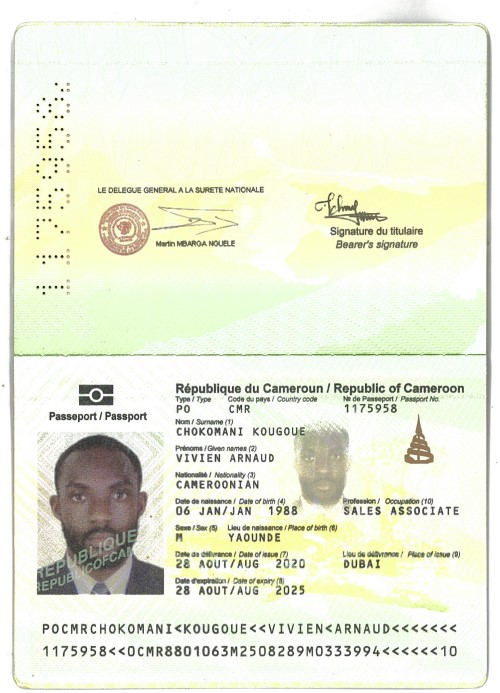 1175958
LE DELEGUE GENERAL A LA SURETE NATIONALE
Martin MBARGA NGUELE
Signature du titulaire
Bearer's signature
République du Cameroun / Republic of Cameroon
Passeport / Passport
Type / Type Code du pays / Country code № de Passeport / Passport No.
PO CMR 1175958
Nom / Surname (1)
CHOKOMANI KOUGOUE
Prénoms / Given names (2)
VIVIEN ARNAUD
Nationalité / Nationality (3)
CAMEROONIAN
Date de naissance / Date of birth (4) Profession / Occupation (10)
06 JAN/JAN 1988 SALES ASSOCIATE
Sexe / Sex (5) Lieu de naissance / Place of birth (6)
M YAOUNDE
Date de délivrance / Date of issue (7) Lieu de délivrance / Place of issue (9)
28 AOUT/AUG 2020 DUBAI
Date d'expiration / Date of expiry (8)
28 AOUT/AUG 2025
REPUBLIQUE
REPUBLICOFCAM
POCMRCHOKOMANI<KOUGOUE<<VIVIEN<ARNAUD<<<<<<<
1175958<<0CMR8801063M2508289M0333994<<<<<<10